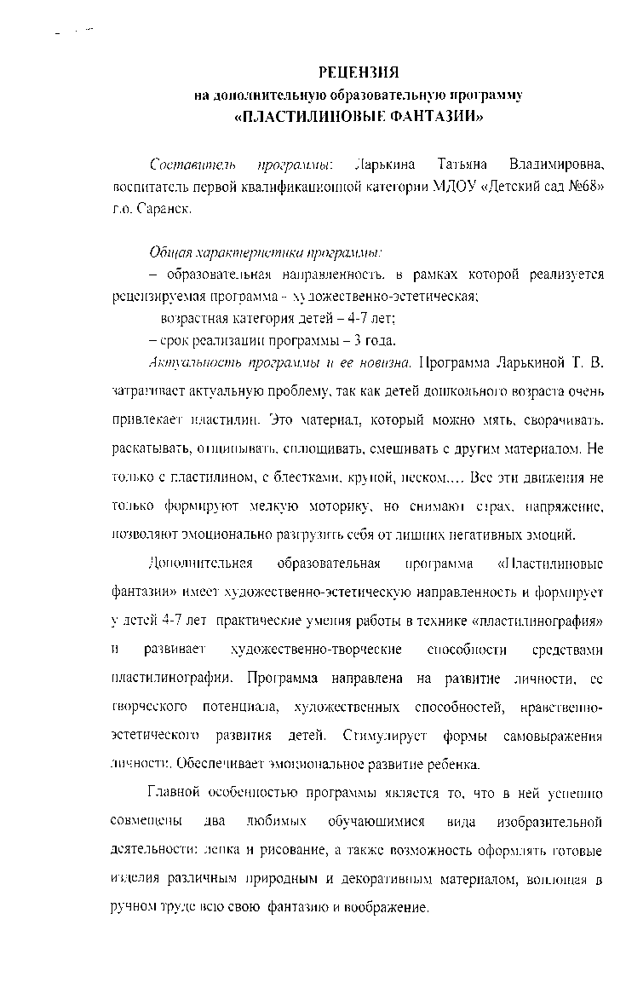 РЕЦЕНЗИЯ
на дополнительную образовательную программу
«ПЛАСТИЛИНОВЫЕ ФАНТАЗИИ»
Составитель программы: Ларькина Татьяна Владимировна,
воспитатель первой квалификационной категории МДОУ «Детский сад №68»
г.о. Саранск.
Общая характеристика программы:
– образовательная направленность, в рамках которой реализуется
рецензируемая программа – художественно-эстетическая;
возрастная категория детей – 4-7 лет;
– срок реализации программы – 3 года.
Актуальность программы и ее новизна. Программа Ларькиной Т. В.
затрагивает актуальную проблему, так как детей дошкольного возраста очень
привлекает пластилин. Это материал, который можно мять, сворачивать,
раскатывать, отщипывать, сплющивать, смешивать с другим материалом. Не
только с пластилином, с блестками, крупой, песком.… Все эти движения не
только формируют мелкую моторику, но снимают страх, напряжение,
позволяют эмоционально разгрузить себя от лишних негативных эмоций.
Дополнительная образовательная программа «Пластилиновые
фантазии» имеет художественно-эстетическую направленность и формирует
у детей 4-7 лет практические умения работы в технике «пластилинография»
и развивает художественно-творческие способности средствами
пластилинографии. Программа направлена на развитие личности, ее
творческого потенциала, художественных способностей, нравственно-
эстетического развития детей. Стимулирует формы самовыражения
личности. Обеспечивает эмоциональное развитие ребенка.
Главной особенностью программы является то, что в ней успешно
совмещены два любимых обучающимися вида изобразительной
деятельности: лепка и рисование, а также возможность оформлять готовые
изделия различным природным и декоративным материалом, воплощая в
ручном труде всю свою фантазию и воображение.